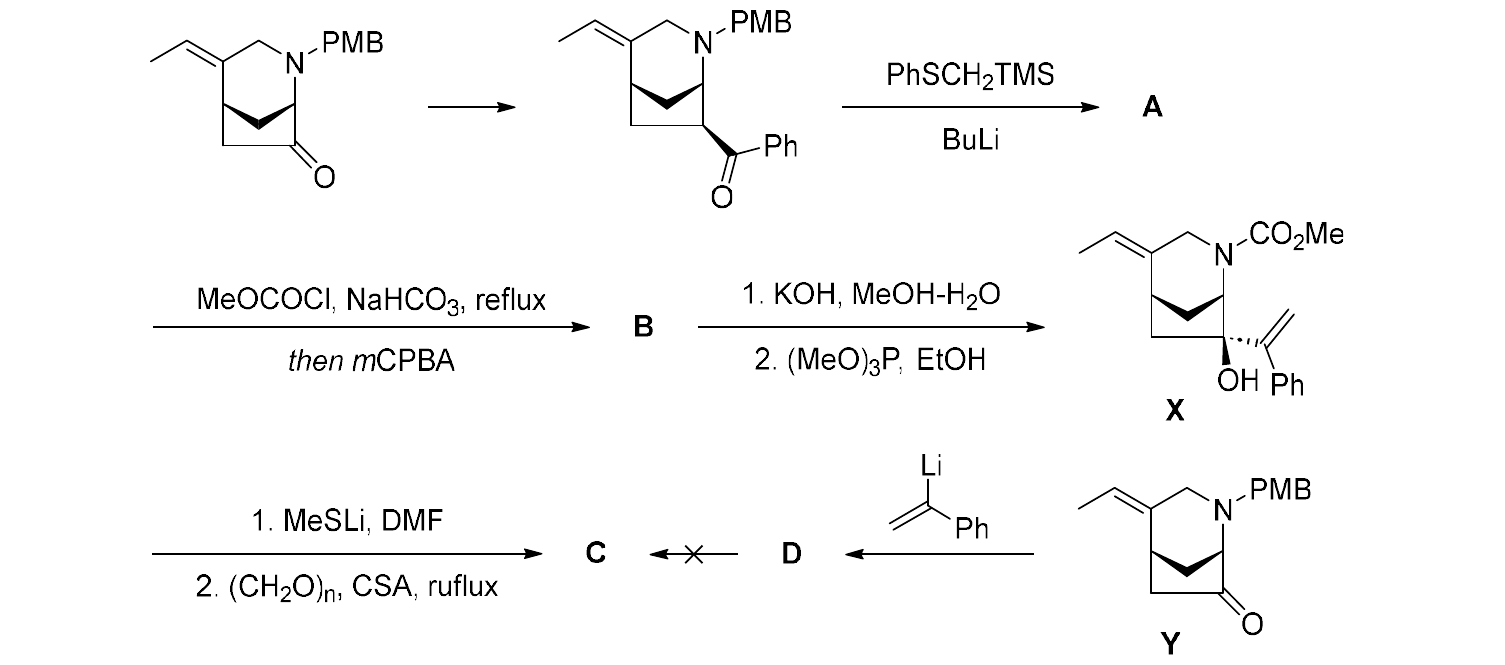 N PMB
O
N PMB
Ph
O
PhSCH2TMS
BuLi
A
MeOCOCl, NaHCO3, reflux
then mCPBA
B
1. KOH, MeOH-H2O
2. (MeO)3P, EtOH
N CO2Me
OH Ph
X
1. MeSLi, DMF
2. (CH2O)n, CSA, ruflux
C
D
Li
Ph
N PMB
O
Y